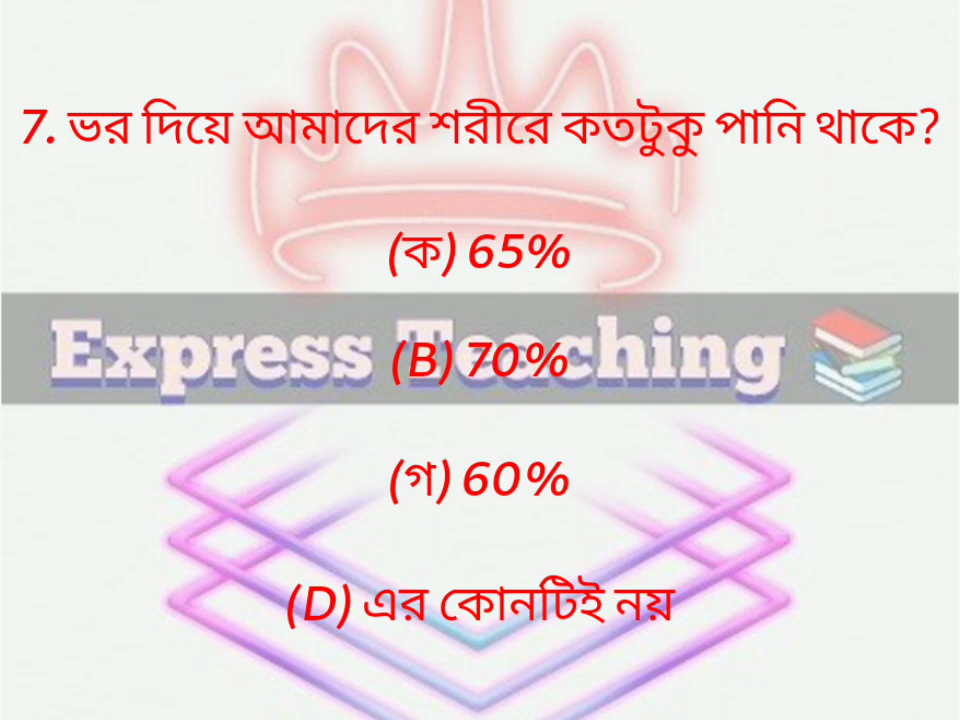 7. ভর দিয়ে আমাদের শরীরে কতটুকু পানি থাকে?
(ক) 65%
Express Teaching
(B) 70%
(গ) 60%
(D) এর কোনটিই নয়